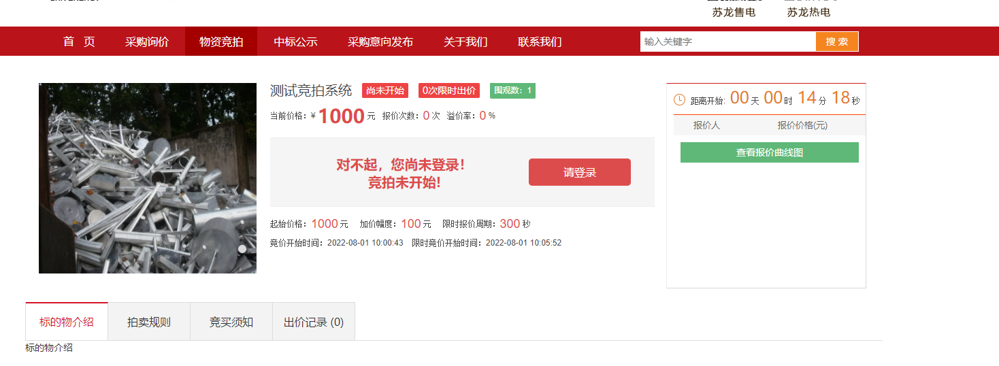 苏龙售电 苏龙热电
首 页 采购询价 物资竞拍 中标公示 采购意向发布 关于我们 联系我们 输入关键字 搜 索
测试竞拍系统 尚未开始 0次限时出价 围观数：1
当前价格：¥ 1000 元 报价次数：0 次 溢价率：0 %
对不起，您尚未登录！
竞拍未开始!
请登录
起始价格：1000 元 加价幅度：100 元 限时报价周期：300 秒
竞价开始时间：2022-08-01 10:00:43 限时竞价开始时间：2022-08-01 10:05:52
距离开始: 00 天 00 时 14 分 18 秒
报价人 报价价格(元)
查看报价曲线图
标的物介绍 拍卖规则 竞买须知 出价记录 (0)
标的物介绍